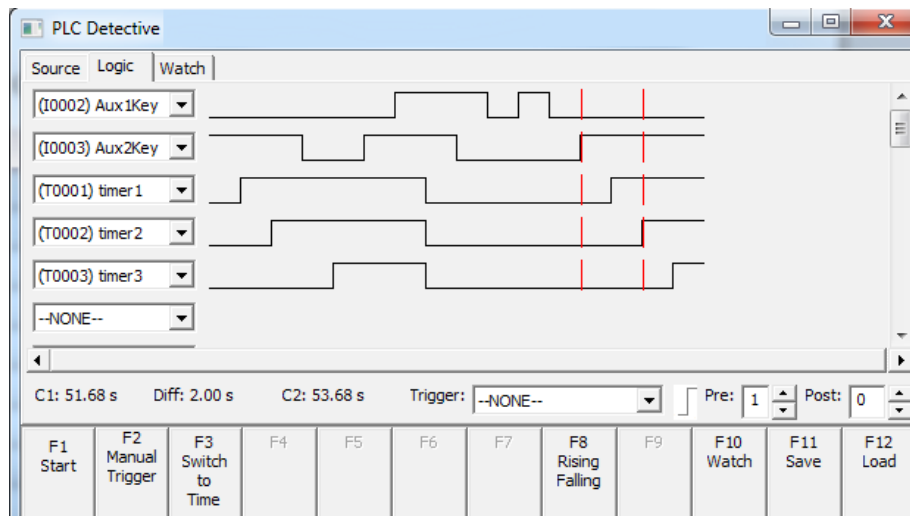 PLC Detective
Source Logic Watch
(I0002) Aux1Key
(I0003) Aux2Key
(T0001) timer1
(T0002) timer2
(T0003) timer3
--NONE--
C1: 51.68 s Diff: 2.00 s C2: 53.68 s Trigger: --NONE-- Pre: 1 Post: 0
F1
Start
F2
Manual
Trigger
F3
Switch
to
Time
F4
F5
F6
F7
F8
Rising
Falling
F9
F10
Watch
F11
Save
F12
Load